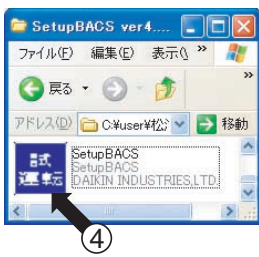 SetupBACS ver4....
ファイル(F) 編集(E) 表示(V »
戻る »
アドレス(D) C:¥user¥松 移動
試運転
SetupBACS
SetupBACS
DAIKIN INDUSTRIES,LTD.
④